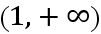 (1, + ∞)